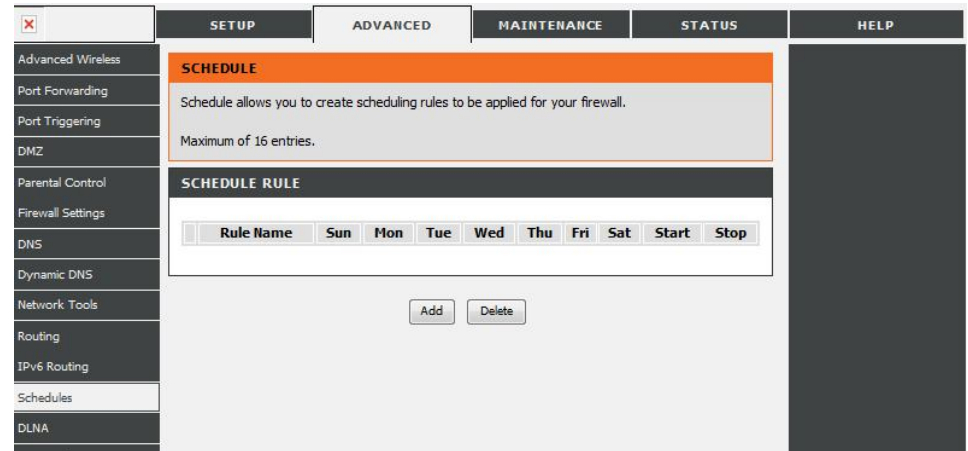 SETUP ADVANCED MAINTENANCE STATUS HELP
Advanced Wireless
Port Forwarding
Port Triggering
DMZ
Parental Control
Firewall Settings
DNS
Dynamic DNS
Network Tools
Routing
IPv6 Routing
Schedules
DLNA
SCHEDULE
Schedule allows you to create scheduling rules to be applied for your firewall.
Maximum of 16 entries.
SCHEDULE RULE
Rule Name Sun Mon Tue Wed Thu Fri Sat Start Stop
Add Delete